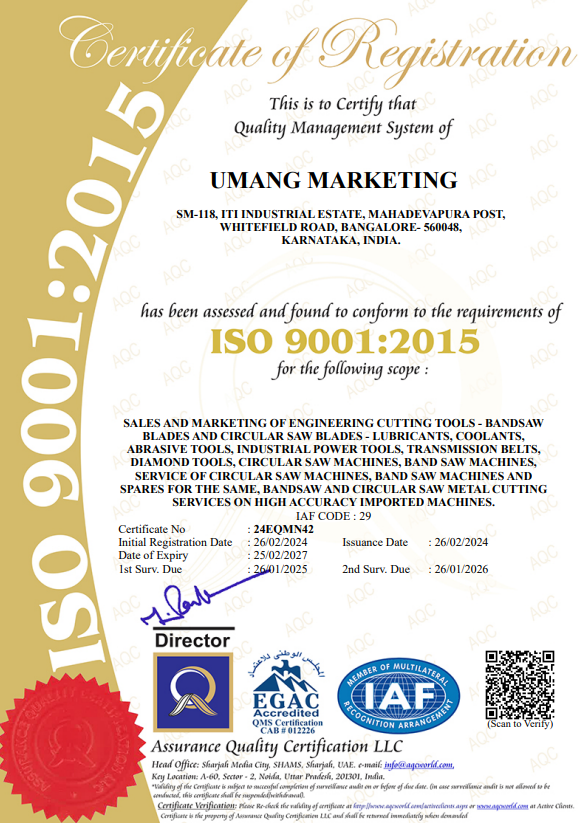 Certificate of Registration
ISO 9001:2015
This is to Certify that
Quality Management System of
UMANG MARKETING
SM-118, ITI INDUSTRIAL ESTATE, MAHADEVAPURA POST,
WHITEFIELD ROAD, BANGALORE- 560048,
KARNATAKA, INDIA.
has been assessed and found to conform to the requirements of
ISO 9001:2015
for the following scope :
SALES AND MARKETING OF ENGINEERING CUTTING TOOLS - BANDSAW
BLADES AND CIRCULAR SAW BLADES - LUBRICANTS, COOLANTS,
ABRASIVE TOOLS, INDUSTRIAL POWER TOOLS, TRANSMISSION BELTS,
DIAMOND TOOLS, CIRCULAR SAW MACHINES, BAND SAW MACHINES,
SERVICE OF CIRCULAR SAW MACHINES, BAND SAW MACHINES AND
SPARES FOR THE SAME, BANDSAW AND CIRCULAR SAW METAL CUTTING
SERVICES ON HIGH ACCURACY IMPORTED MACHINES.
IAF CODE : 29
Certificate No : 24EQMN42
Initial Registration Date : 26/02/2024 Issuance Date : 26/02/2024
Date of Expiry : 25/02/2027
1st Surv. Due : 26/01/2025 2nd Surv. Due : 26/01/2026
Director
المجلس الوطني للاعتماد
EGAC
Accredited
QMS Certification
CAB # 012226
MEMBER OF MULTILATERAL
IAF
RECOGNITION ARRANGEMENT
(Scan to Verify)
Assurance Quality Certification LLC
Head Office: Sharjah Media City, SHAMS, Sharjah, UAE. e-mail: info@aqcworld.com,
Key Location: A-60, Sector - 2, Noida, Uttar Pradesh, 201301, India.
*Validity of the Certificate is subject to successful completion of surveillance audit on or before of due date. (in case surveillance audit is not allowed to be
conducted, this certificate shall be suspended/withdrawal).
Certificate Verification: Please Re-check the validity of certificate at http://www.aqcworld.com/activeclients.aspx or www.aqcworld.com at Active Clients.
Certificate is the property of Assurance Quality Certification LLC and shall be returned immediately when demanded